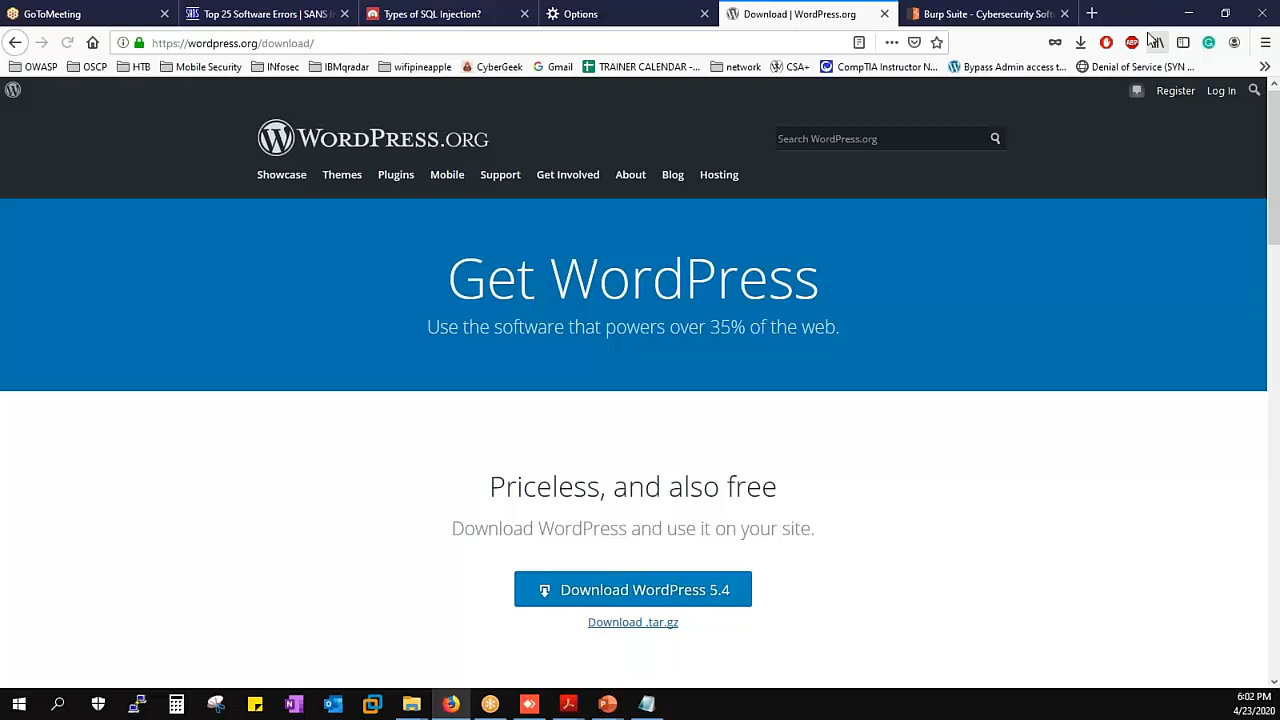 GoToMeeting
Top 25 Software Errors | SANS In
Types of SQL Injection?
Options
Download | WordPress.org
Burp Suite - Cybersecurity Soft
https://wordpress.org/download/
ABP
OWASP
OSCP
HTB
Mobile Security
INfosec
IBMqradar
wifipineapple
CyberGeek
Gmail
TRAINER CALENDAR -...
network
CSA+
CompTIA Instructor N...
Bypass Admin access t...
Denial of Service (SYN ...
Register
Log In
WORDPRESS.ORG
Search WordPress.org
Showcase
Themes
Plugins
Mobile
Support
Get Involved
About
Blog
Hosting
Get WordPress
Use the software that powers over 35% of the web.
Priceless, and also free
Download WordPress and use it on your site.
Download WordPress 5.4
Download .tar.gz
6:02 PM
4/23/2020